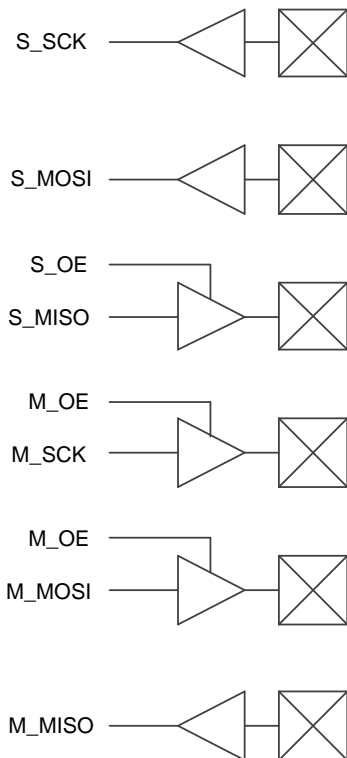 S_SCK
S_MOSI
S_OE
S_MISO
M_OE
M_SCK
M_OE
M_MOSI
M_MISO